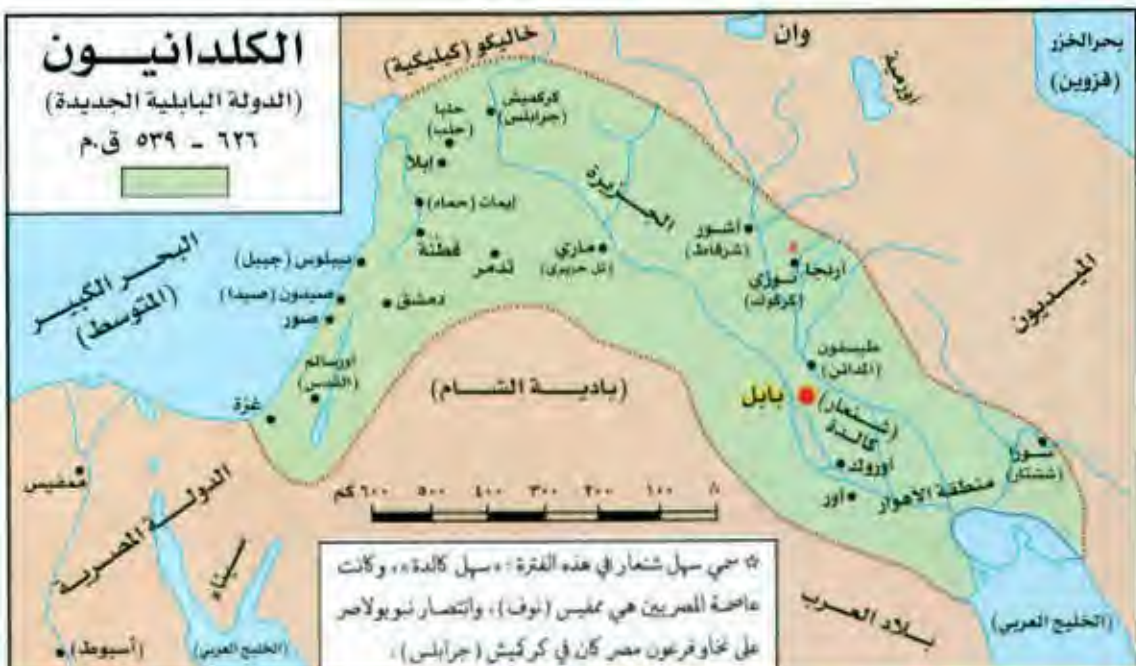 الكلدانيون
(الدولة البابلية الجديدة)
٦٢٦ - ٥٣٩ ق.م
خاليكو (كيليكية)
وان
أورمية
بحر الخزر
(قزوين)
كركميش
(جرابلس)
حلبا
(حلب)
إبلا
إيمات (حماه)
قطنة
تدمر
ماري
(تل حريري)
الجزيرة
آشور
(شرقاط)
أرنجا
نوزي
(كركوك)
الميديون
البحر الكبير
(المتوسط)
بيبلوس (جبيل)
صيدون (صيدا)
صور
دمشق
أورسالم
(القدس)
غزة
(بادية الشام)
طيسفون
(المدائن)
بابل
(شنعار)
كالدة
أوروك
أور
منطقة الأهوار
(ششتار)
ممفيس
الدولة المصرية
سيناء
(أسيوط)
(الخليج العربي)
٠ ١٠٠ ٢٠٠ ٣٠٠ ٤٠٠ ٥٠٠ ٦٠٠ كم
بلاد العرب
(الخليج العربي)
☆ سمي سهل شنعار في هذه الفترة: «سهل كالدة»، وكانت
عاصمة المصريين هي ممفيس (نوف)، وانتصار نبوبولاصر
على نخاو فرعون مصر كان في كركميش (جرابلس).